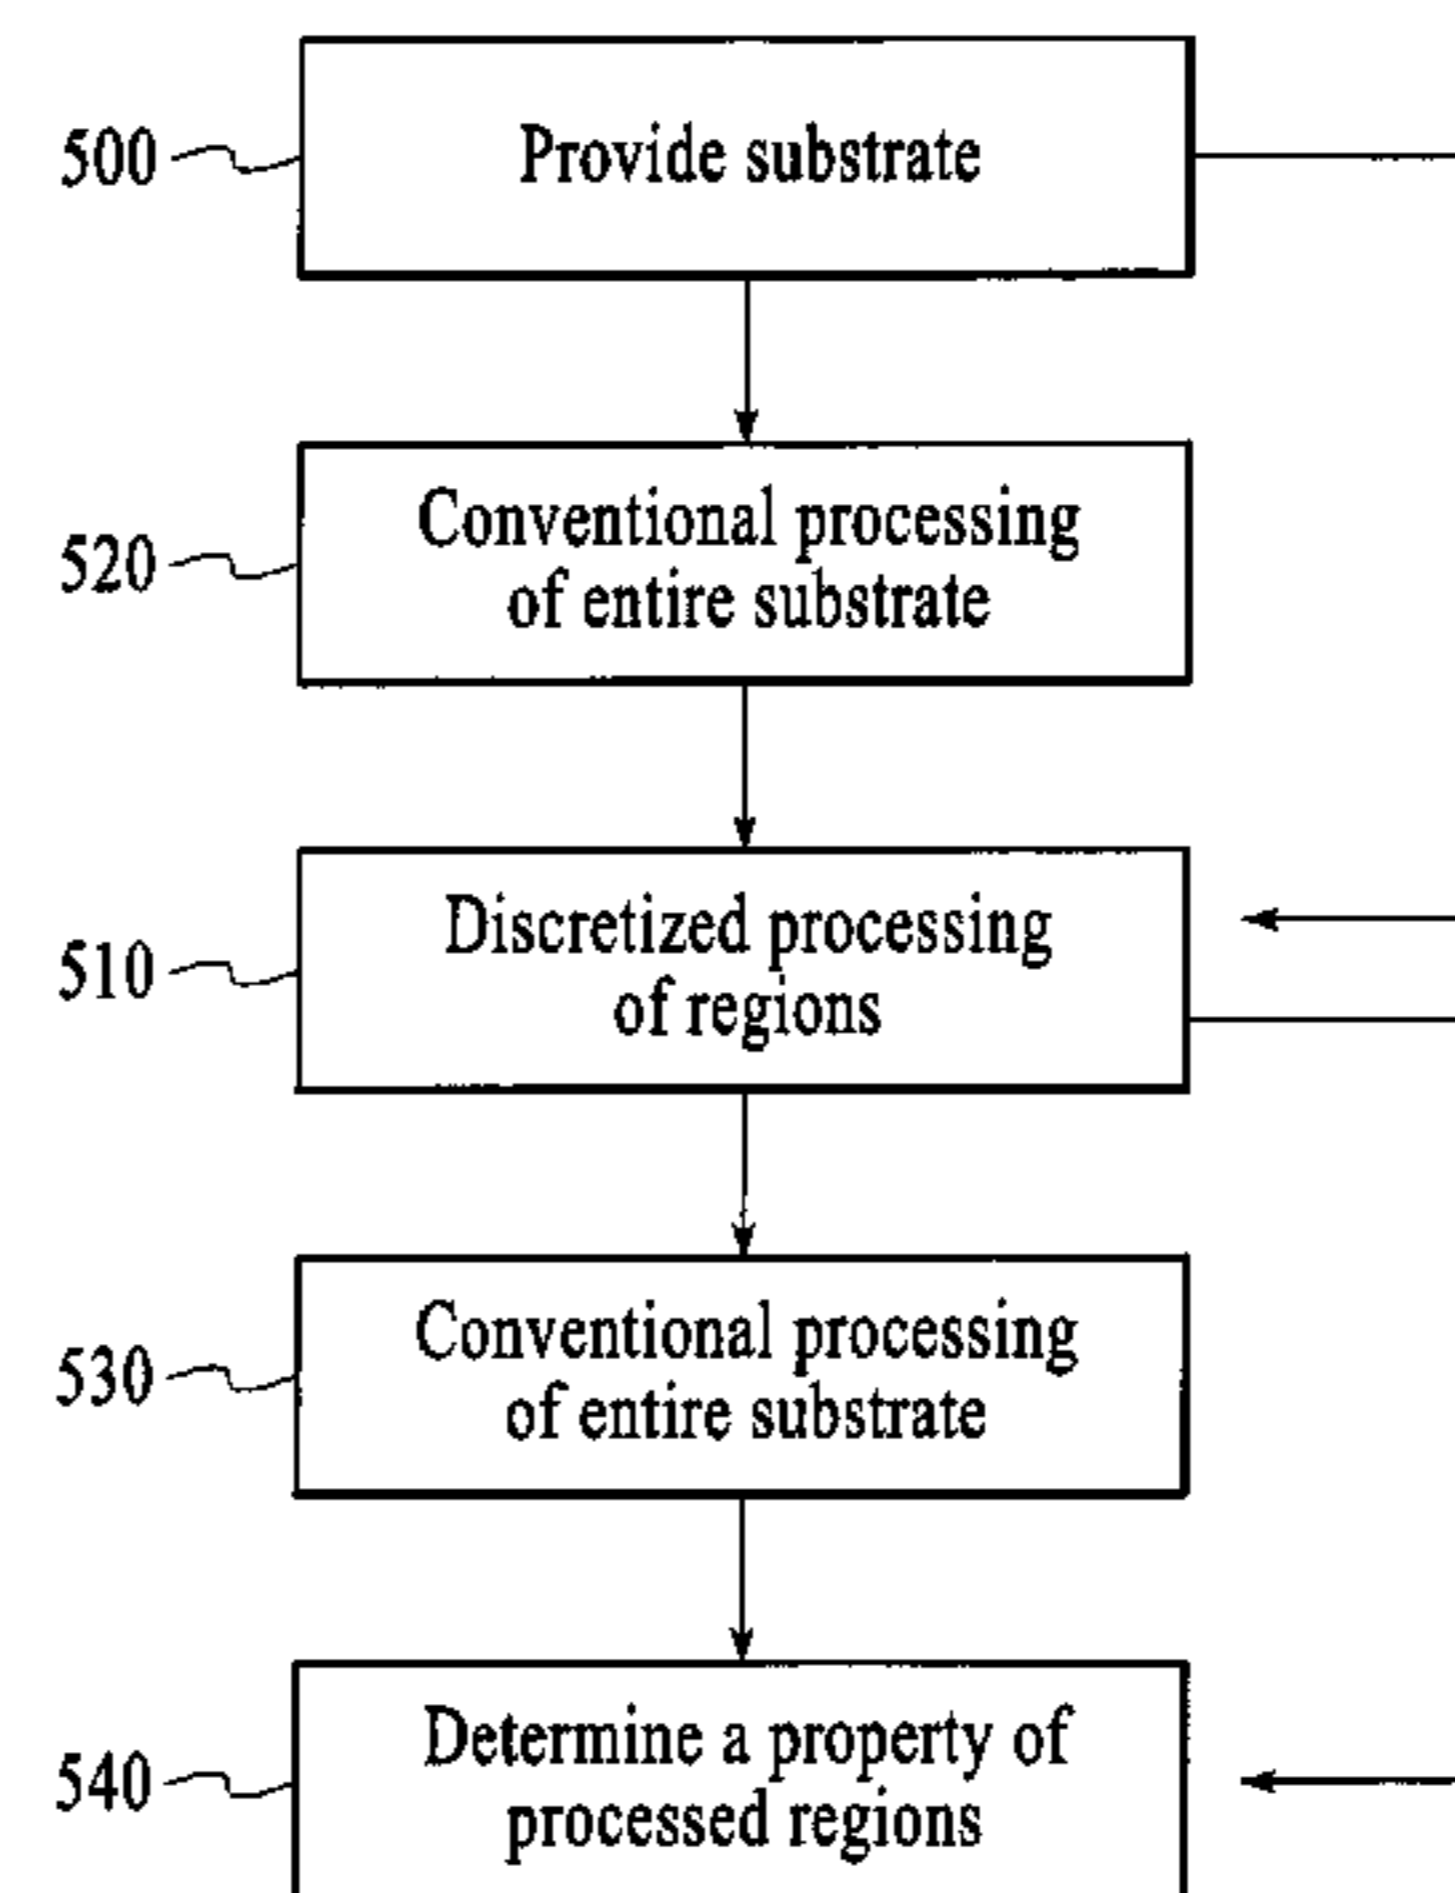 500
Provide substrate
520
Conventional processing
of entire substrate
510
Discretized processing
of regions
530
Conventional processing
of entire substrate
540
Determine a property of
processed regions